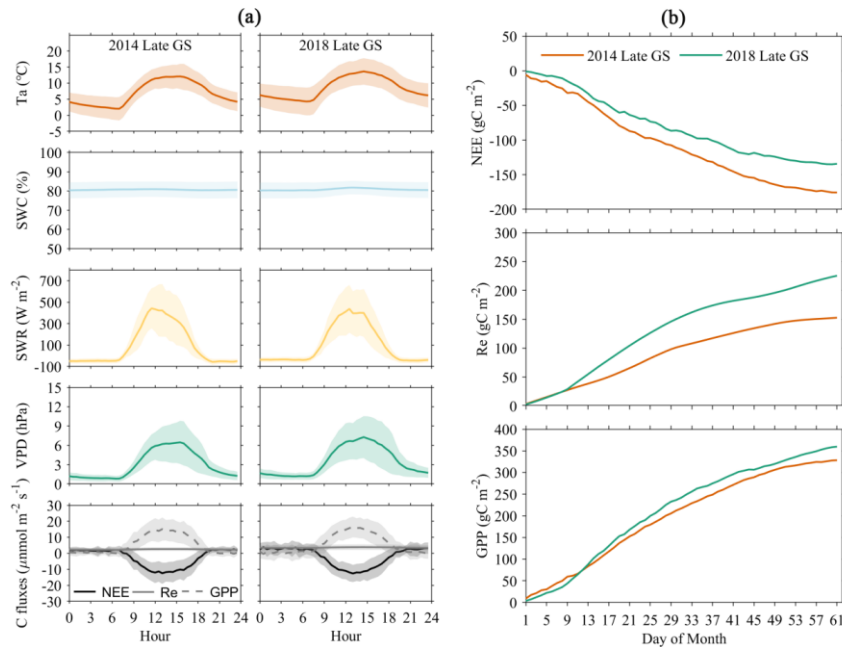 (a)
2014 Late GS
2018 Late GS
Ta (℃)
20
15
10
5
0
-5
SWC (%)
100
90
80
70
60
50
SWR (W m-2)
700
500
300
100
-100
VPD (hPa)
15
12
9
6
3
0
C fluxes (μmmol m-2 s-1)
30
20
10
0
-10
-20
-30
NEE Re GPP
0 3 6 9 12 15 18 21 24
0 3 6 9 12 15 18 21 24
Hour
Hour
(b)
2014 Late GS 2018 Late GS
NEE (gC m-2)
50
0
-50
-100
-150
-200
Re (gC m-2)
300
250
200
150
100
50
0
GPP (gC m-2)
400
350
300
250
200
150
100
50
0
1 5 9 13 17 21 25 29 33 37 41 45 49 53 57 61
Day of Month